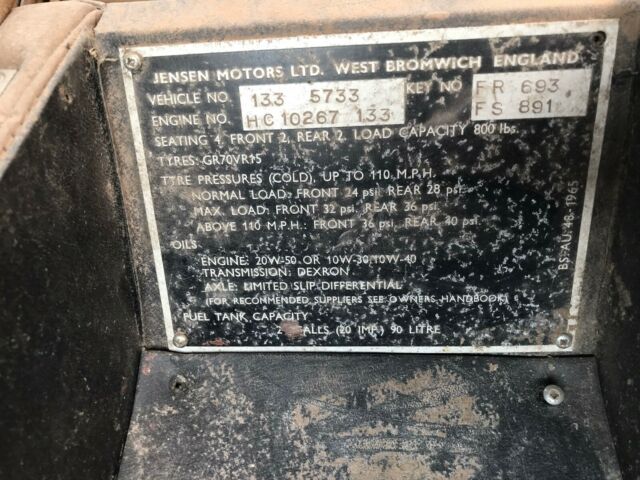 JENSEN MOTORS LTD. WEST BROMWICH ENGLAND
VEHICLE NO. 133 5733 KEY NO FR 693
ENGINE NO. HC 10267 133 FS 891
SEATING 4, FRONT 2, REAR 2. LOAD CAPACITY 800 lbs.
TYRES: GR70VR15
TYRE PRESSURES (COLD), UP TO 110 M.P.H.
NORMAL LOAD: FRONT 24 psi. REAR 28 psi.
MAX. LOAD: FRONT 32 psi. REAR 36 psi.
ABOVE 110 M.P.H.: FRONT 36 psi. REAR 40 psi.
OILS
ENGINE: 20W-50 OR 10W-30/10W-40
TRANSMISSION: DEXRON
AXLE: LIMITED SLIP DIFFERENTIAL
(FOR RECOMMENDED SUPPLIERS SEE OWNERS HANDBOOK)
FUEL TANK CAPACITY
GALLS (20 IMP.) 90 LITRE
BS-AU 48-1965